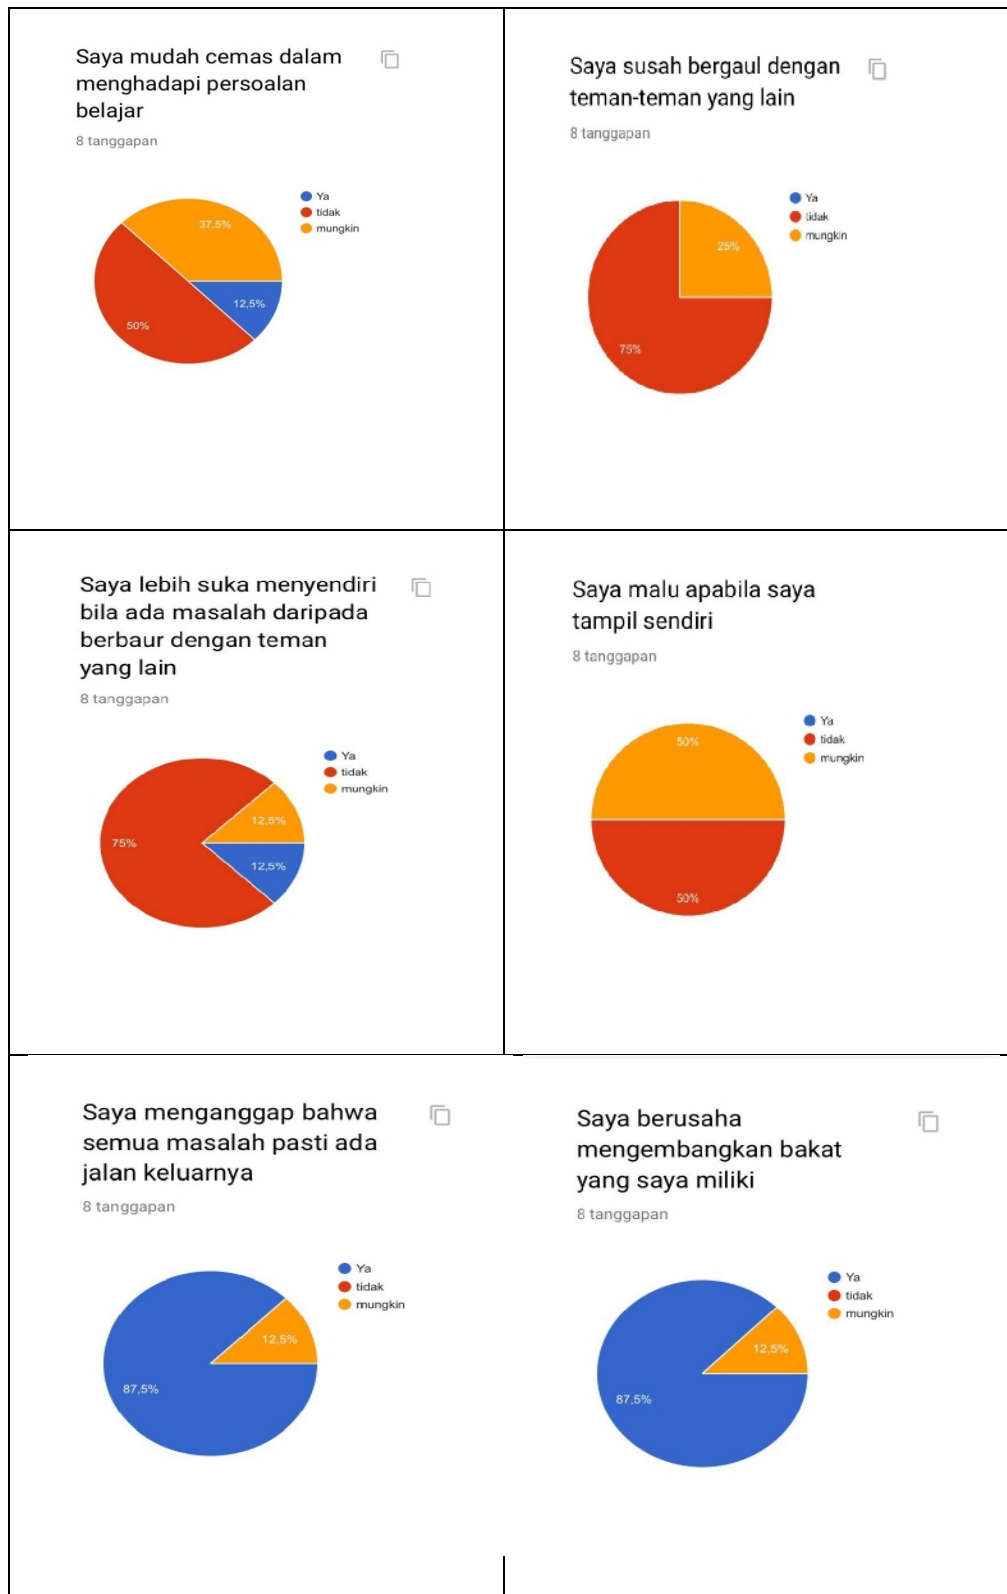 Saya mudah cemas dalam
menghadapi persoalan
belajar
8 tanggapan
Ya
tidak
mungkin
37,5%
12,5%
50%
Saya susah bergaul dengan
teman-teman yang lain
8 tanggapan
Ya
tidak
mungkin
25%
75%
Saya lebih suka menyendiri
bila ada masalah daripada
berbaur dengan teman
yang lain
8 tanggapan
Ya
tidak
mungkin
12,5%
75%
12,5%
Saya malu apabila saya
tampil sendiri
8 tanggapan
Ya
tidak
mungkin
50%
50%
Saya menganggap bahwa
semua masalah pasti ada
jalan keluarnya
8 tanggapan
Ya
tidak
mungkin
12,5%
87,5%
Saya berusaha
mengembangkan bakat
yang saya miliki
8 tanggapan
Ya
tidak
mungkin
12,5%
87,5%